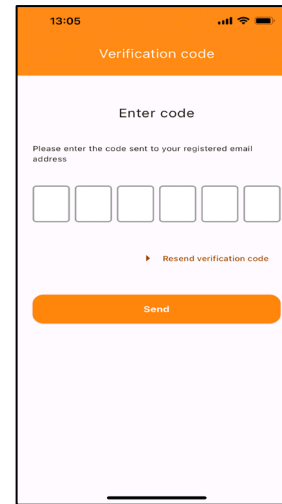 13:05
Verification code
Enter code
Please enter the code sent to your registered email
address
Resend verification code
Send